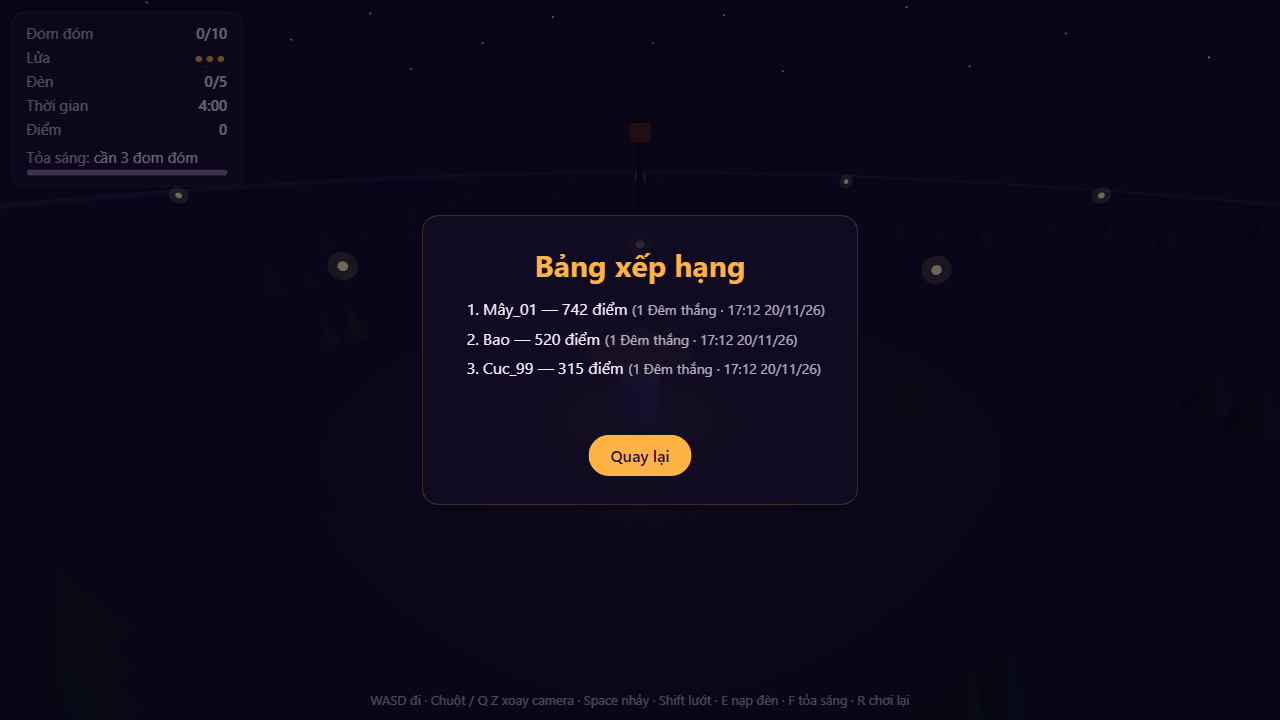 Đom đóm 0/10
Lửa
Đèn 0/5
Thời gian 4:00
Điểm 0
Tỏa sáng: cần 3 đom đóm
Bảng xếp hạng
1. Mây_01 — 742 điểm (1 Đêm thắng · 17:12 20/11/26)
2. Bao — 520 điểm (1 Đêm thắng · 17:12 20/11/26)
3. Cuc_99 — 315 điểm (1 Đêm thắng · 17:12 20/11/26)
Quay lại
WASD đi · Chuột / Q Z xoay camera · Space nhảy · Shift lướt · E nạp đèn · F tỏa sáng · R chơi lại